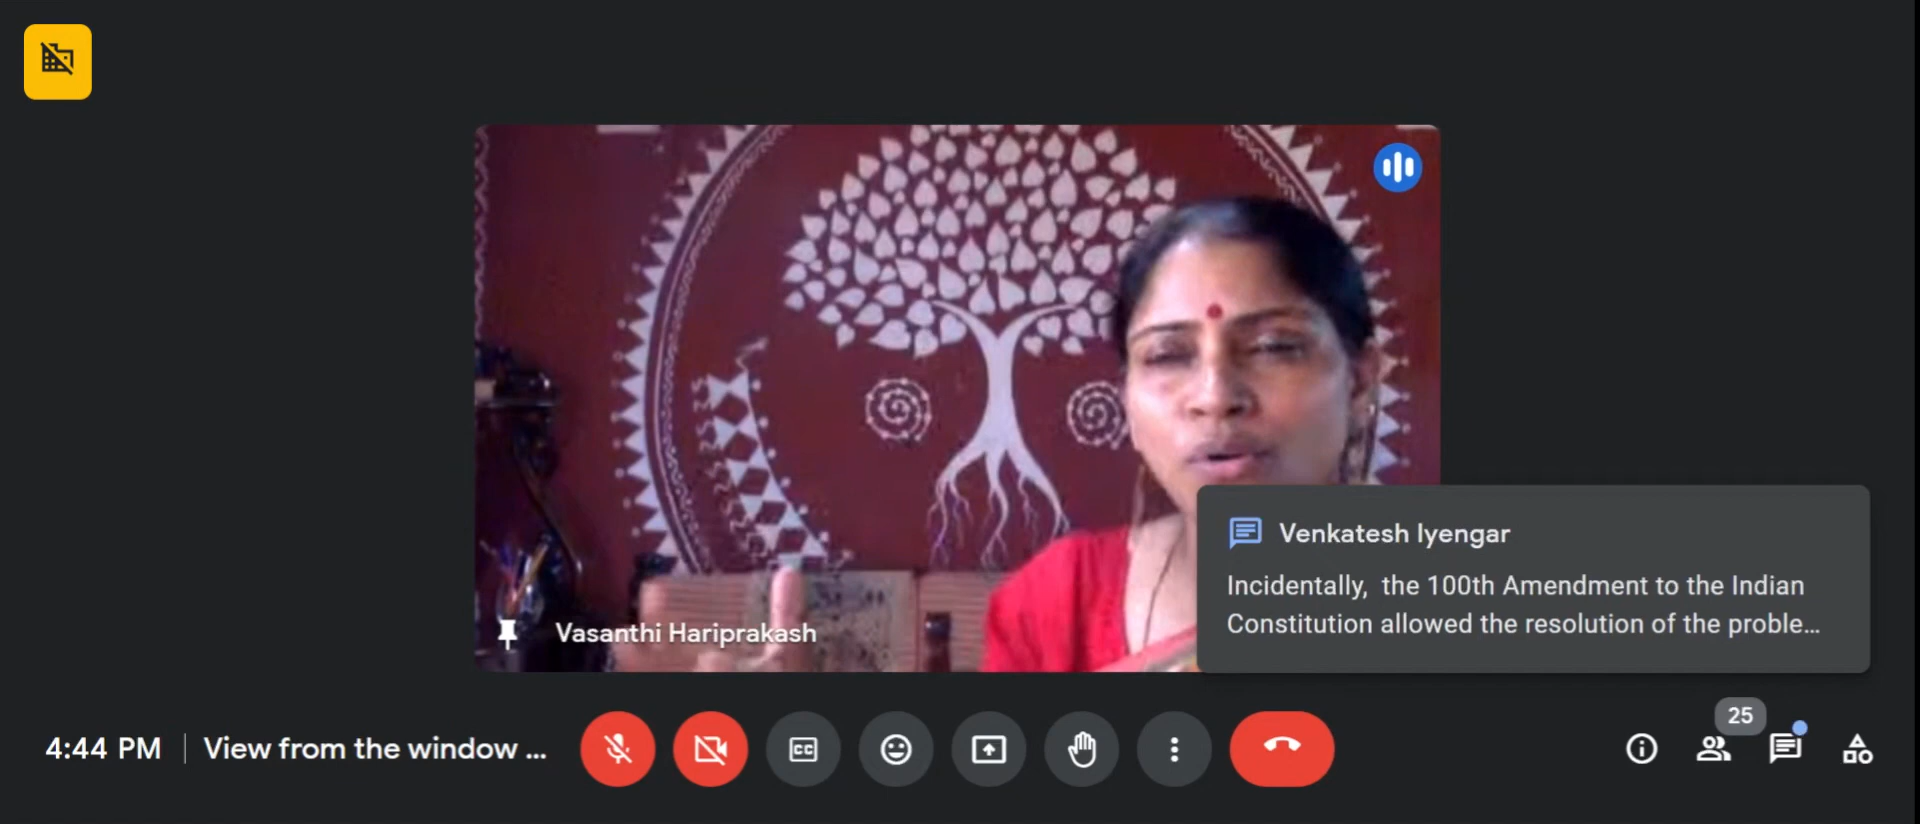 Venkatesh Iyengar
Incidentally,  the 100th Amendment to the Indian
Constitution allowed the resolution of the proble...
Vasanthi Hariprakash
4:44 PM
View from the window ...
CC
25